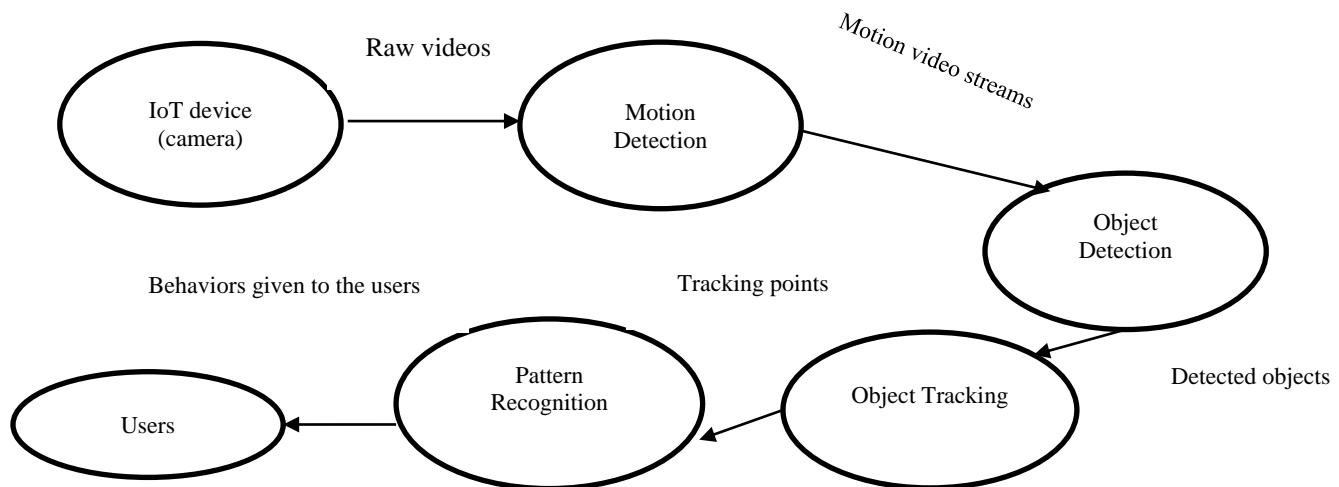 Raw videos
Motion video streams
IoT device
(camera)
Motion
Detection
Object
Detection
Behaviors given to the users
Tracking points
Pattern
Recognition
Object Tracking
Detected objects
Users